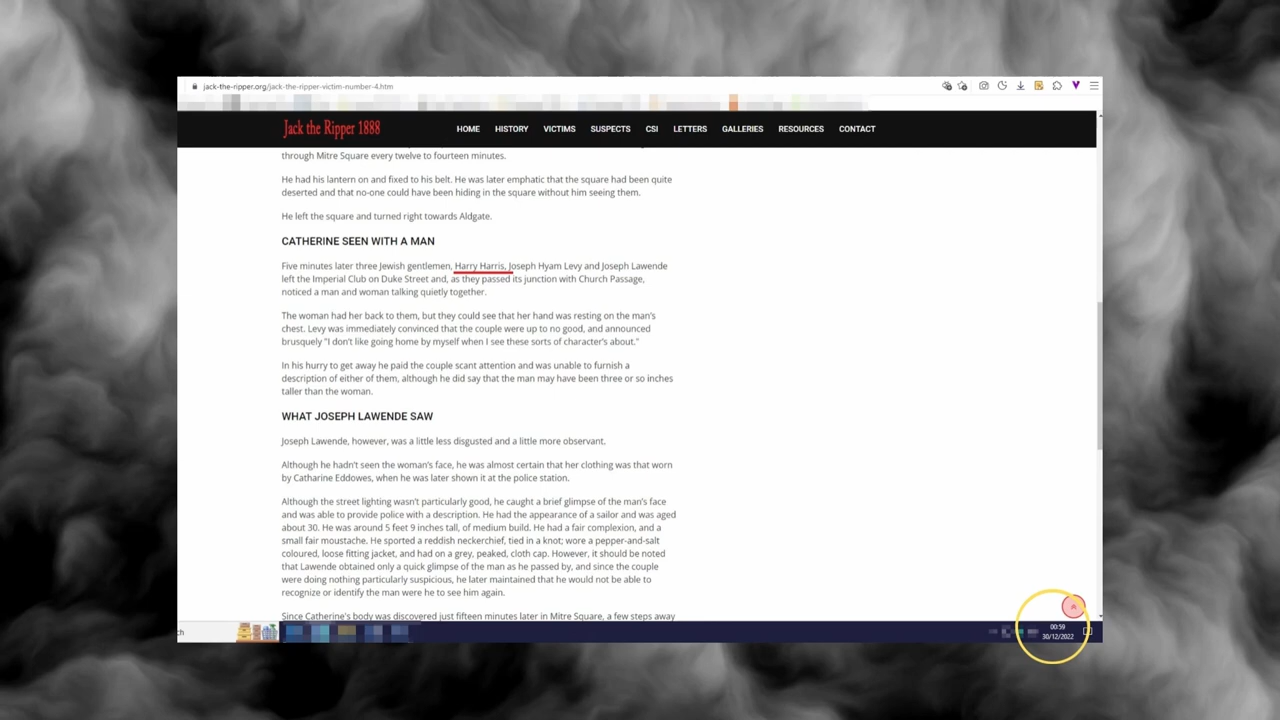 jack-the-ripper.org/jack-the-ripper-victim-number-4.htm
Jack the Ripper 1888
HOME HISTORY VICTIMS SUSPECTS CSI LETTERS GALLERIES RESOURCES CONTACT
through Mitre Square every twelve to fourteen minutes.
He had his lantern on and fixed to his belt. He was later emphatic that the square had been quite
deserted and that no-one could have been hiding in the square without him seeing them.
He left the square and turned right towards Aldgate.
CATHERINE SEEN WITH A MAN
Five minutes later three Jewish gentlemen, Harry Harris, Joseph Hyam Levy and Joseph Lawende
left the Imperial Club on Duke Street and, as they passed its junction with Church Passage,
noticed a man and woman talking quietly together.
The woman had her back to them, but they could see that her hand was resting on the man's
chest. Levy was immediately convinced that the couple were up to no good, and announced
brusquely "I don't like going home by myself when I see these sorts of character's about."
In his hurry to get away he paid the couple scant attention and was unable to furnish a
description of either of them, although he did say that the man may have been three or so inches
taller than the woman.
WHAT JOSEPH LAWENDE SAW
Joseph Lawende, however, was a little less disgusted and a little more observant.
Although he hadn't seen the woman's face, he was almost certain that her clothing was that worn
by Catharine Eddowes, when he was later shown it at the police station.
Although the street lighting wasn't particularly good, he caught a brief glimpse of the man's face
and was able to provide police with a description. He had the appearance of a sailor and was aged
about 30. He was around 5 feet 9 inches tall, of medium build. He had a fair complexion, and a
small fair moustache. He sported a reddish neckerchief, tied in a knot; wore a pepper-and-salt
coloured, loose fitting jacket, and had on a grey, peaked, cloth cap. However, it should be noted
that Lawende obtained only a quick glimpse of the man as he passed by, and since the couple
were doing nothing particularly suspicious, he later maintained that he would not be able to
recognize or identify the man were he to see him again.
Since Catherine's body was discovered just fifteen minutes later in Mitre Square, a few steps away
ch
00:59
30/12/2022